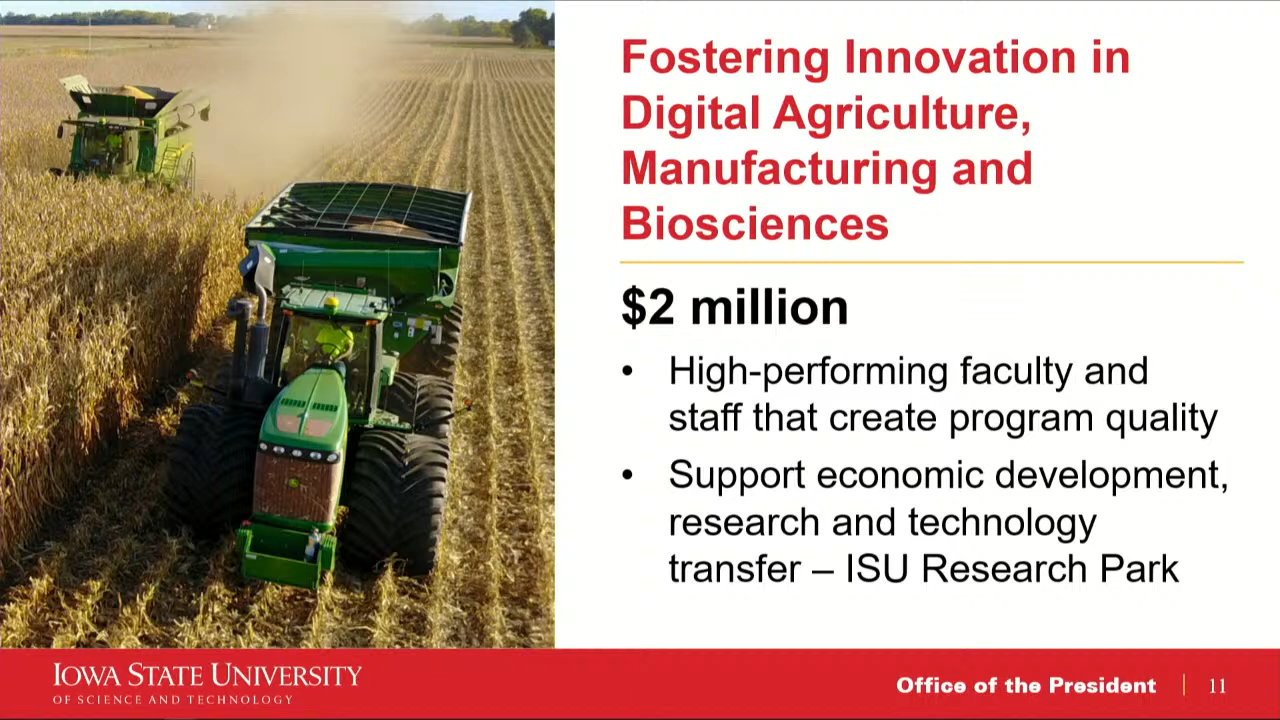 Fostering Innovation in
Digital Agriculture,
Manufacturing and
Biosciences
$2 million
• High-performing faculty and
staff that create program quality
• Support economic development,
research and technology
transfer – ISU Research Park
IOWA STATE UNIVERSITY
OF SCIENCE AND TECHNOLOGY
Office of the President | 11